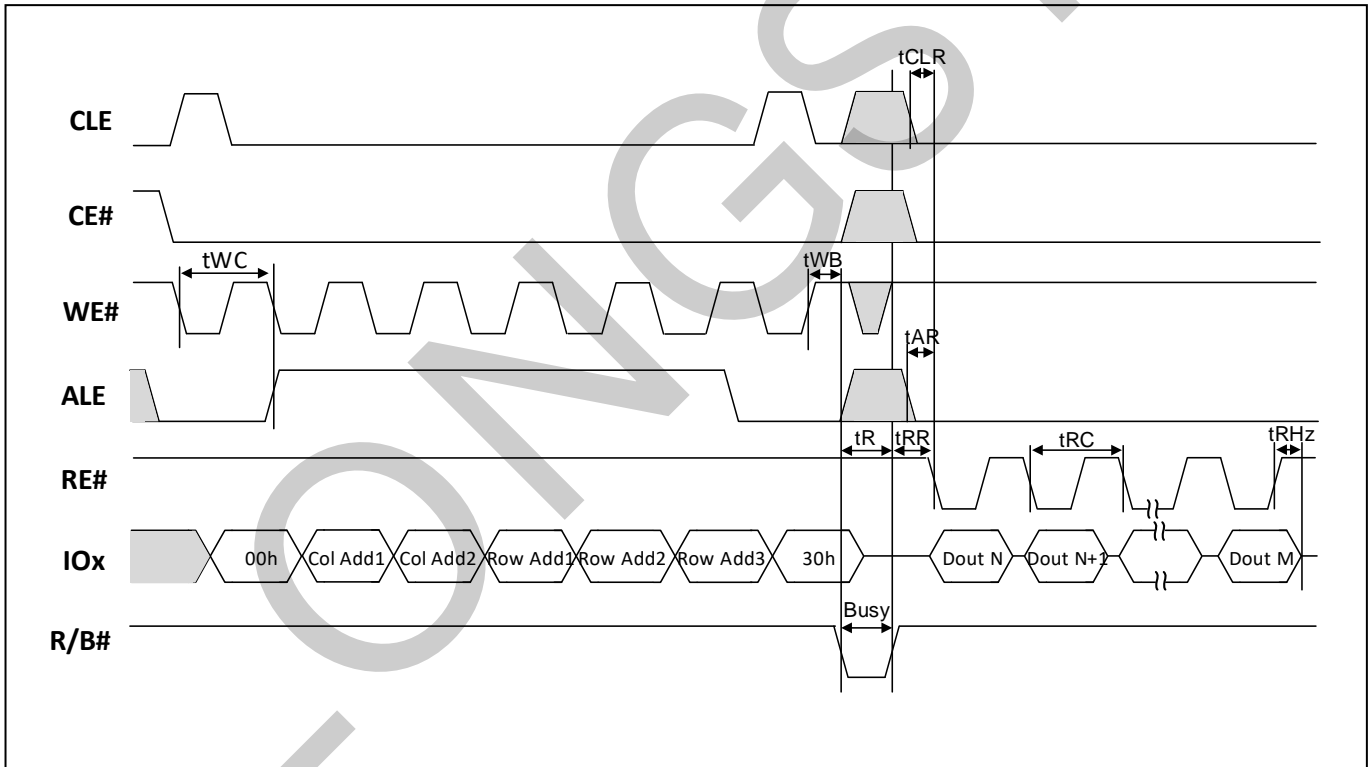 tCLR
CLE
CE#
tWC
tWB
WE#
tAR
ALE
tR
tRR
tRC
tRHz
RE#
IOx
00h
Col Add1
Col Add2
Row Add1
Row Add2
Row Add3
30h
Dout N
Dout N+1
Dout M
Busy
R/B#